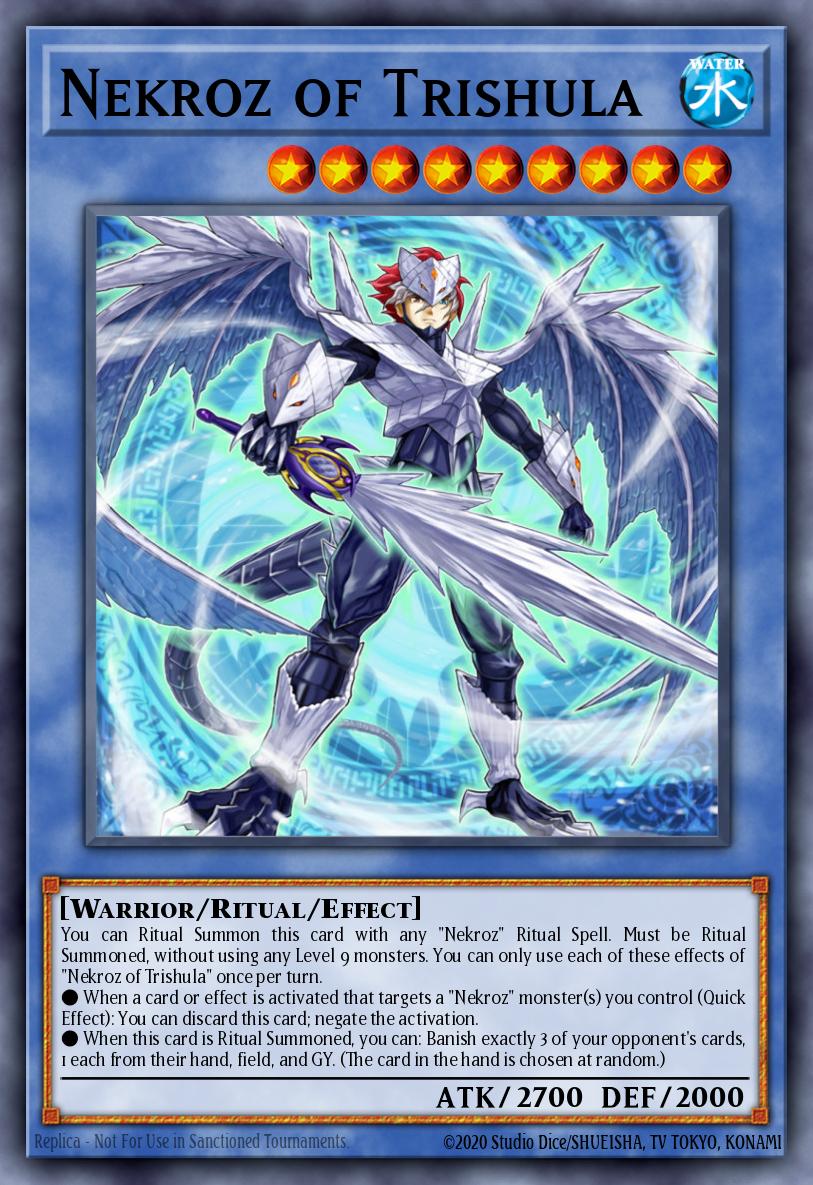 Nekroz of Trishula
WATER
水
[Warrior/Ritual/Effect]
You can Ritual Summon this card with any "Nekroz" Ritual Spell. Must be Ritual
Summoned, without using any Level 9 monsters. You can only use each of these effects of
"Nekroz of Trishula" once per turn.
● When a card or effect is activated that targets a "Nekroz" monster(s) you control (Quick
Effect): You can discard this card; negate the activation.
● When this card is Ritual Summoned, you can: Banish exactly 3 of your opponent's cards,
1 each from their hand, field, and GY. (The card in the hand is chosen at random.)
ATK/2700 DEF/2000
Replica - Not For Use in Sanctioned Tournaments.
©2020 Studio Dice/SHUEISHA, TV TOKYO, KONAMI